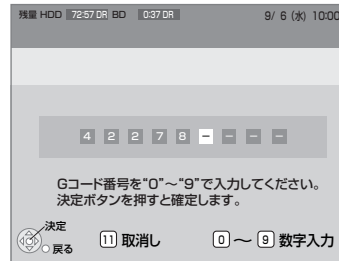 残量 HDD 72:57 DR BD 0:37 DR 9/ 6 (水) 10:00
4 2 2 7 8 – – – –
Gコード番号を“0”～“9”で入力してください。
決定ボタンを押すと確定します。
決定
戻る
11 取消し 0 ～ 9 数字入力